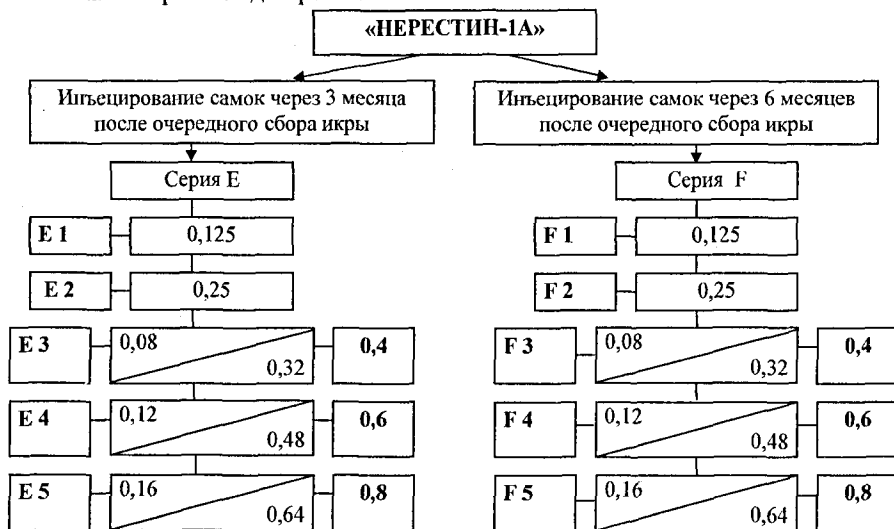 «НЕРЕСТИН-1А»
Инъецирование самок через 3 месяца
после очередного сбора икры
Серия E
E 1 0,125
E 2 0,25
E 3 0,08 0,32 0,4
E 4 0,12 0,48 0,6
E 5 0,16 0,64 0,8
Инъецирование самок через 6 месяцев
после очередного сбора икры
Серия F
F 1 0,125
F 2 0,25
F 3 0,08 0,32 0,4
F 4 0,12 0,48 0,6
F 5 0,16 0,64 0,8